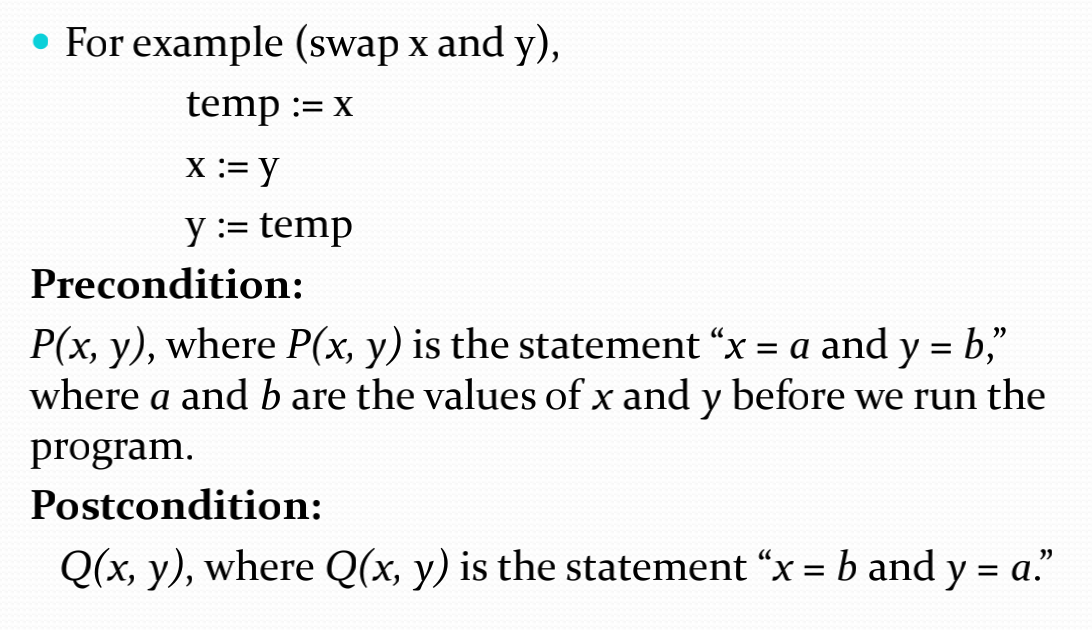 • For example (swap x and y),
temp := x
x := y
y := temp
Precondition:
P(x, y), where P(x, y) is the statement “x = a and y = b,”
where a and b are the values of x and y before we run the
program.
Postcondition:
Q(x, y), where Q(x, y) is the statement “x = b and y = a.”